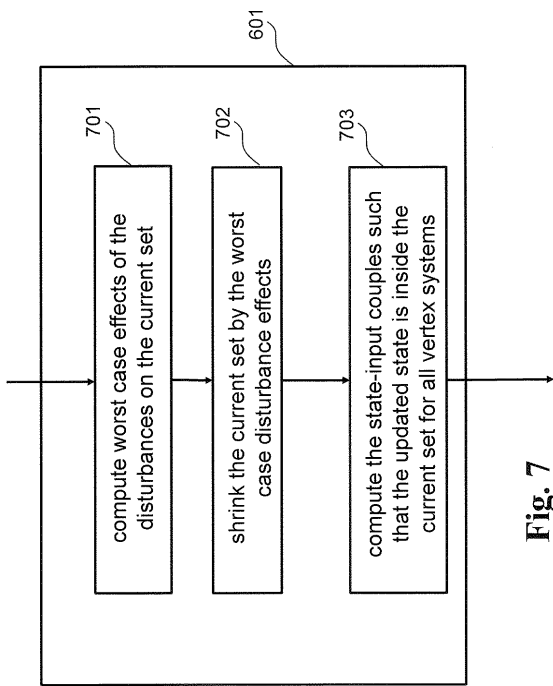 601
701
compute worst case effects of the
disturbances on the current set
702
shrink the current set by the worst
case disturbance effects
703
compute the state-input couples such
that the updated state is inside the
current set for all vertex systems
Fig. 7